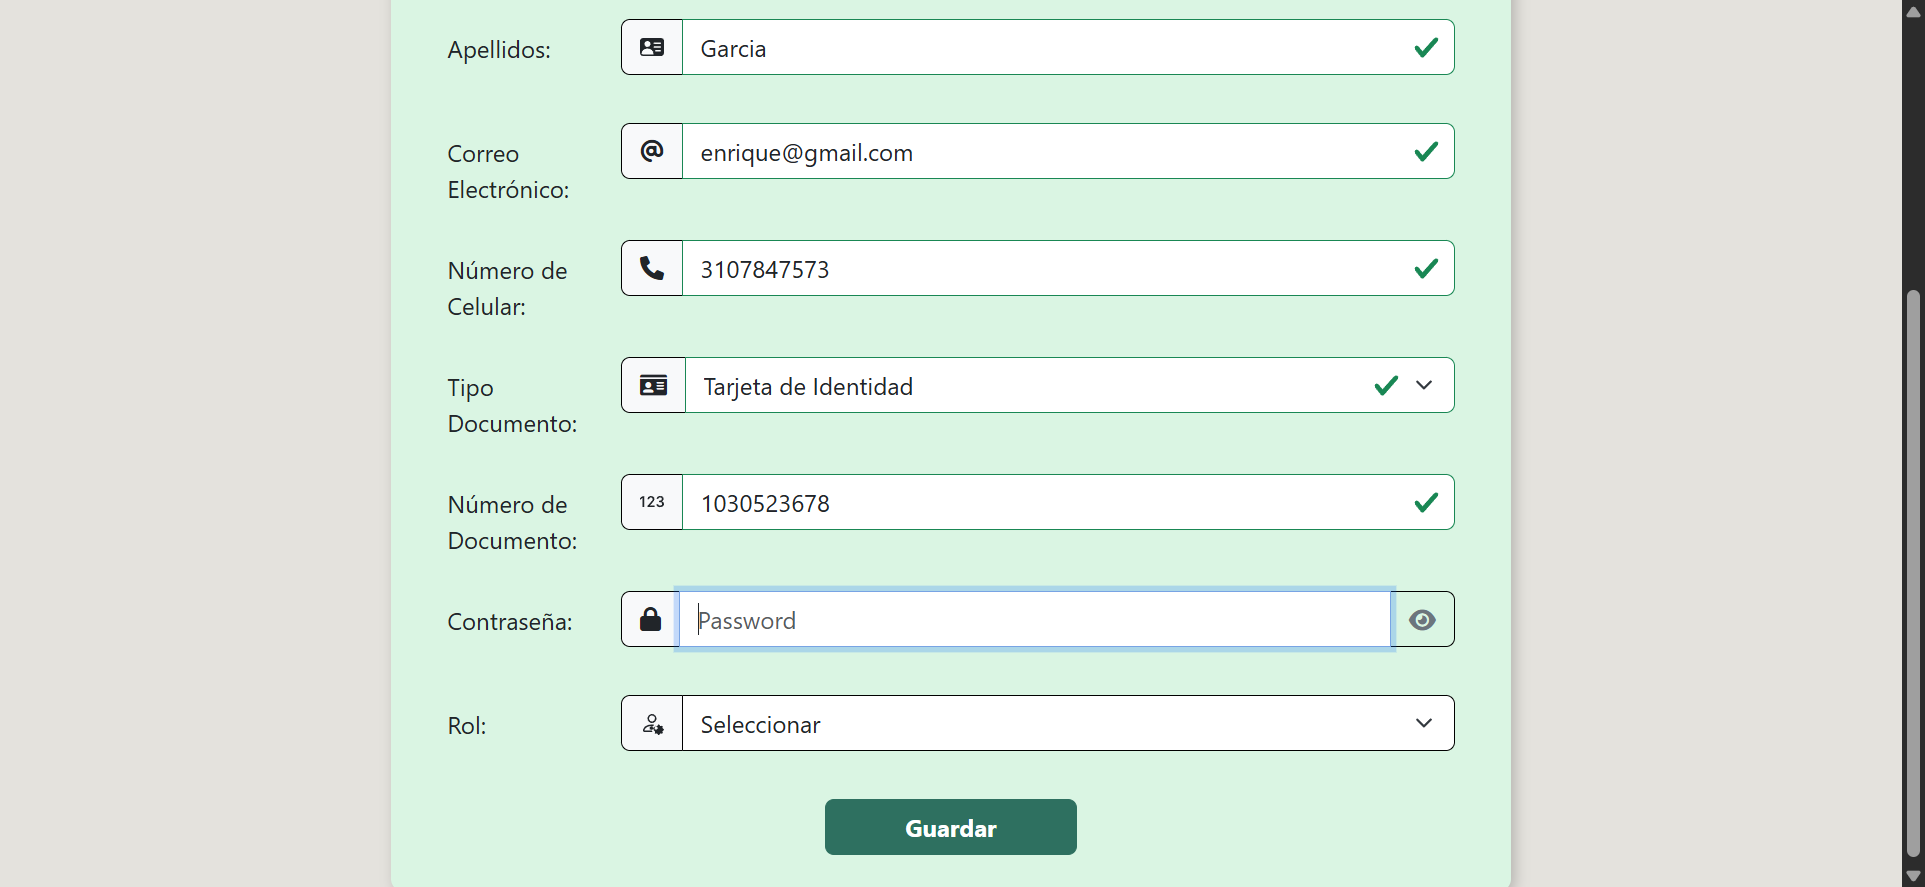 Apellidos:
Garcia
Correo
Electrónico:
enrique@gmail.com
Número de
Celular:
3107847573
Tipo
Documento:
Tarjeta de Identidad
Número de
Documento:
123
1030523678
Contraseña:
Password
Rol:
Seleccionar
Guardar